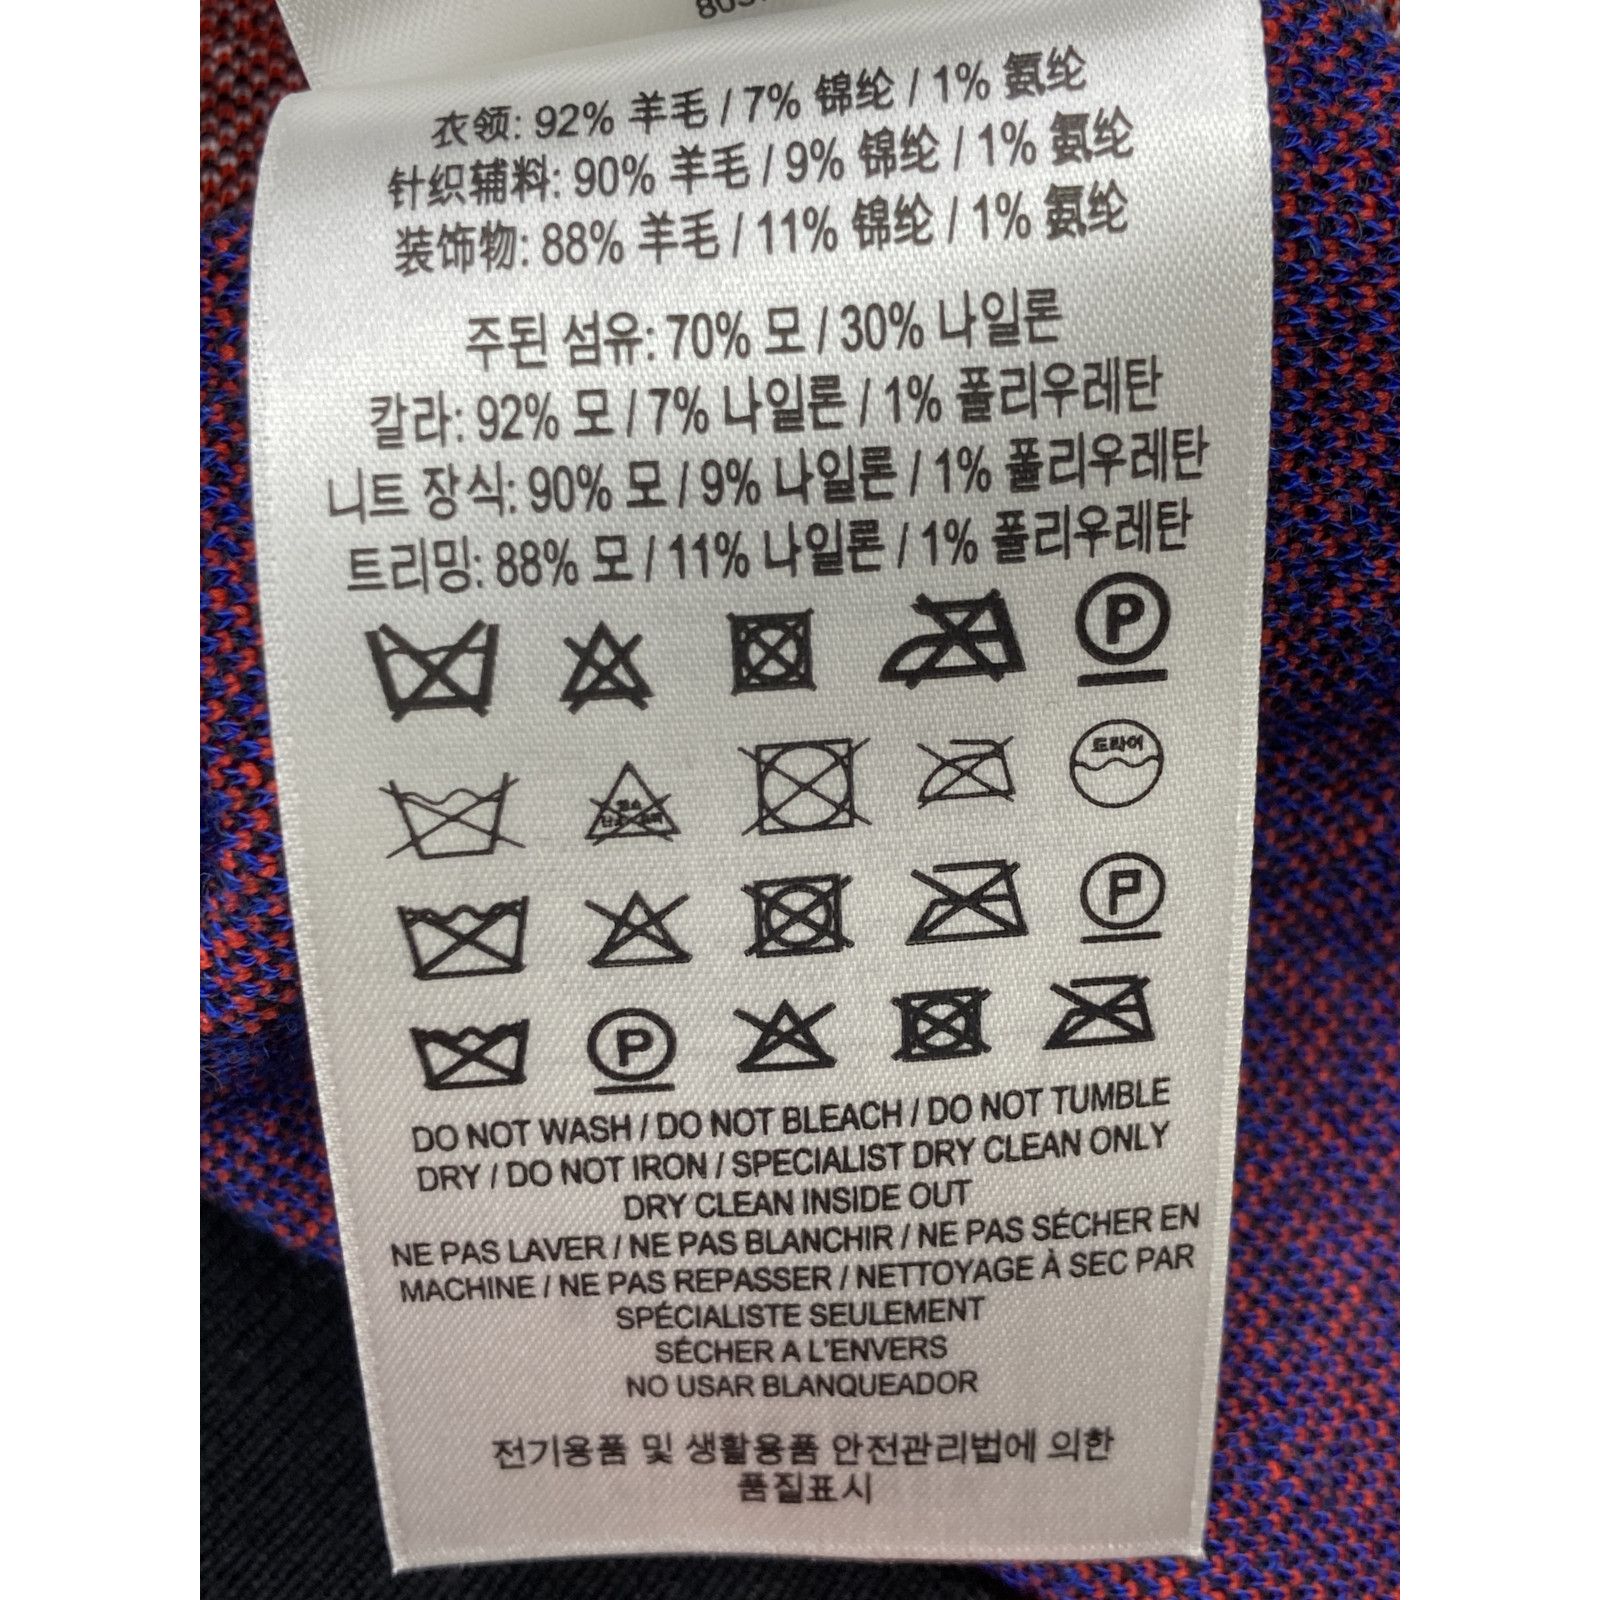 衣领: 92% 羊毛 / 7% 锦纶 / 1% 氨纶
针织辅料: 90% 羊毛 / 9% 锦纶 / 1% 氨纶
装饰物: 88% 羊毛 / 11% 锦纶 / 1% 氨纶
주된 섬유: 70% 모 / 30% 나일론
칼라: 92% 모 / 7% 나일론 / 1% 폴리우레탄
니트 장식: 90% 모 / 9% 나일론 / 1% 폴리우레탄
트리밍: 88% 모 / 11% 나일론 / 1% 폴리우레탄
P
드라이
P
P
DO NOT WASH / DO NOT BLEACH / DO NOT TUMBLE
DRY / DO NOT IRON / SPECIALIST DRY CLEAN ONLY
DRY CLEAN INSIDE OUT
NE PAS LAVER / NE PAS BLANCHIR / NE PAS SÉCHER EN
MACHINE / NE PAS REPASSER / NETTOYAGE À SEC PAR
SPÉCIALISTE SEULEMENT
SÉCHER A L'ENVERS
NO USAR BLANQUEADOR
전기용품 및 생활용품 안전관리법에 의한
품질표시